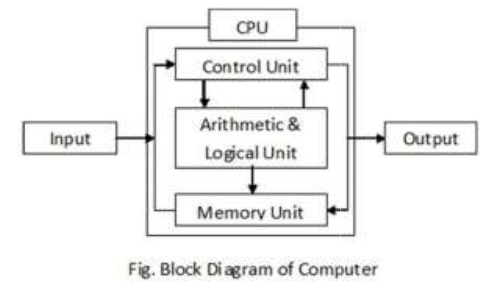 CPU
Control Unit
Arithmetic &
Logical Unit
Input
Output
Memory Unit
Fig. Block Diagram of Computer